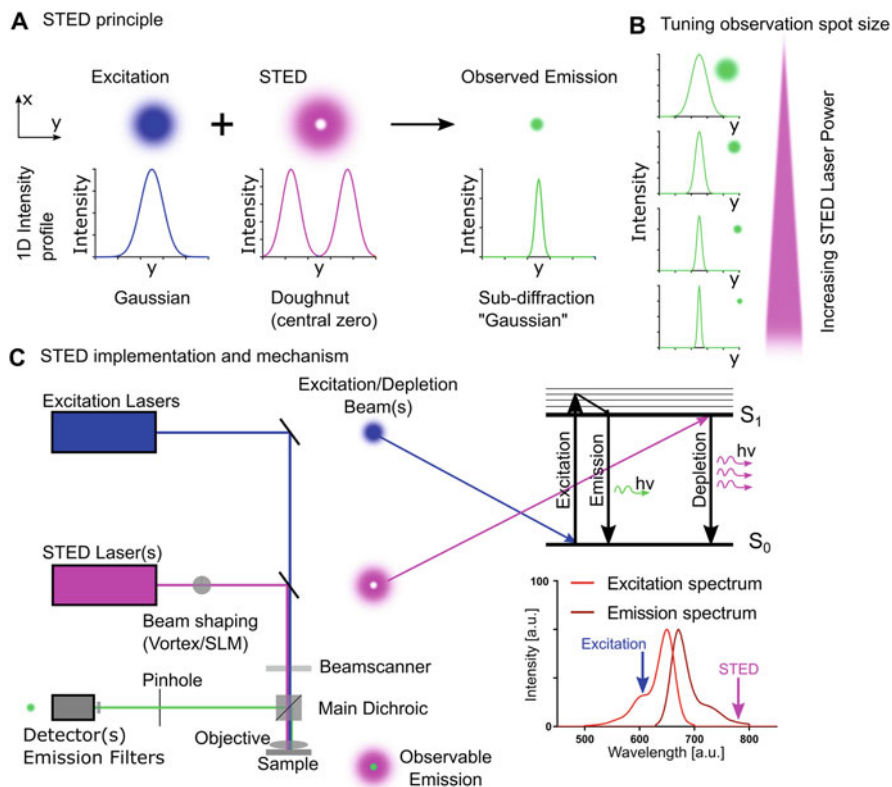 A STED principle
Excitation
STED
Observed Emission
x
y
+
1D Intensity
profile
Intensity
y
Gaussian
Intensity
y
Doughnut
(central zero)
Intensity
y
Sub-diffraction
"Gaussian"
B Tuning observation spot size
Intensity
y
y
y
y
Increasing STED Laser Power
C STED implementation and mechanism
Excitation Lasers
Excitation/Depletion
Beam(s)
STED Laser(s)
Beam shaping
(Vortex/SLM)
Beamscanner
Pinhole
Main Dichroic
Detector(s)
Emission Filters
Objective
Sample
Observable
Emission
S1
Excitation
Emission
hv
Depletion
hv
S0
100
Excitation spectrum
Emission spectrum
Intensity [a.u.]
Excitation
STED
0
500 600 700 800
Wavelength [a.u.]